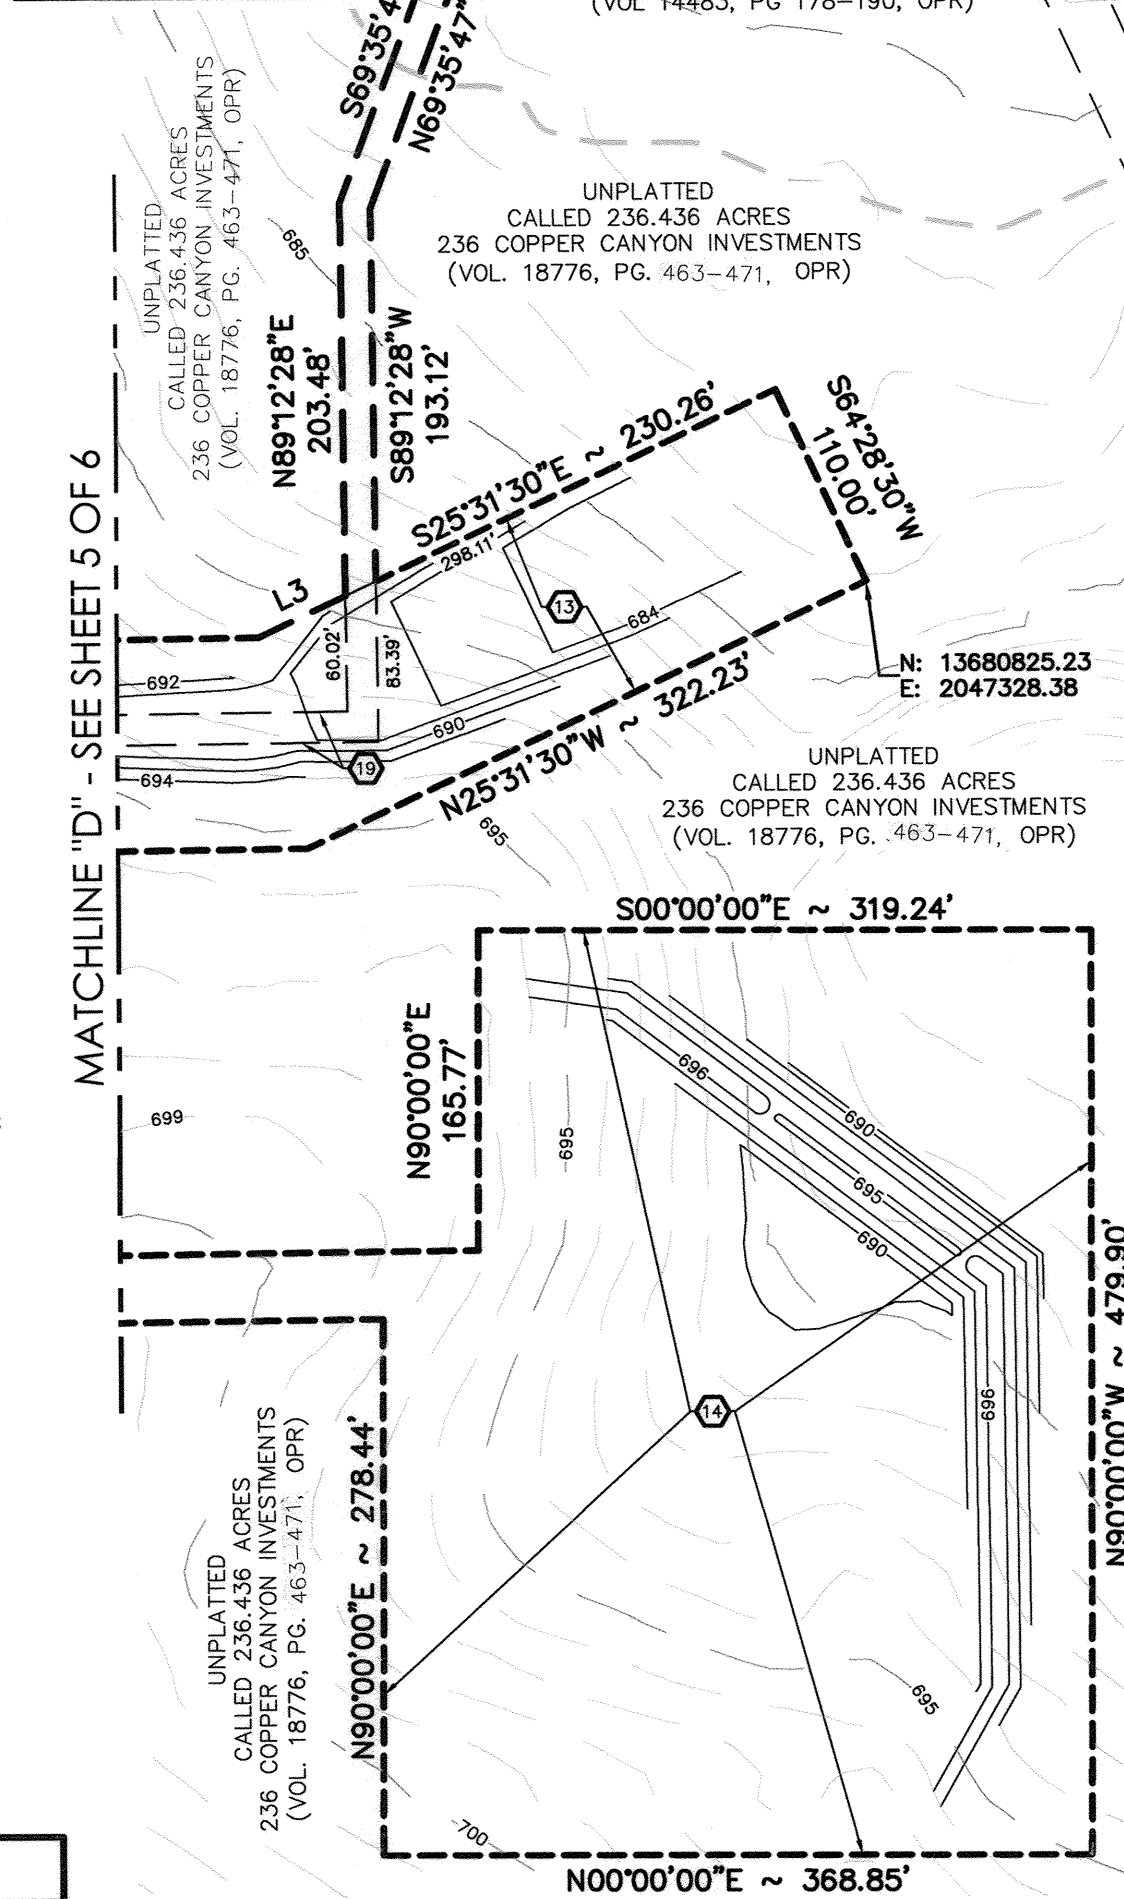 (VOL 14483, PG 178-190, OPR)
S69°35'4
N69°35'47"
UNPLATTED
CALLED 236.436 ACRES
236 COPPER CANYON INVESTMENTS
(VOL. 18776, PG. 463-471, OPR)
UNPLATTED
CALLED 236.436 ACRES
236 COPPER CANYON INVESTMENTS
(VOL. 18776, PG. 463-471, OPR)
685
N89°12'28"E
203.48'
S89°12'28"W
193.12'
MATCHLINE "D" - SEE SHEET 5 OF 6
S25°31'30"E ~ 230.26'
298.11'
S64°28'30"W
110.00'
L3
13
684
60.02'
83.39'
692
690
694
19
N25°31'30"W ~ 322.23'
N: 13680825.23
E: 2047328.38
695
UNPLATTED
CALLED 236.436 ACRES
236 COPPER CANYON INVESTMENTS
(VOL. 18776, PG. 463-471, OPR)
S00°00'00"E ~ 319.24'
N90°00'00"E
165.77'
699
695
696
690
695
690
N90°00'00"W ~ 479.90'
696
14
UNPLATTED
CALLED 236.436 ACRES
236 COPPER CANYON INVESTMENTS
(VOL. 18776, PG. 463-471, OPR)
N90°00'00"E ~ 278.44'
695
700
N00°00'00"E ~ 368.85'